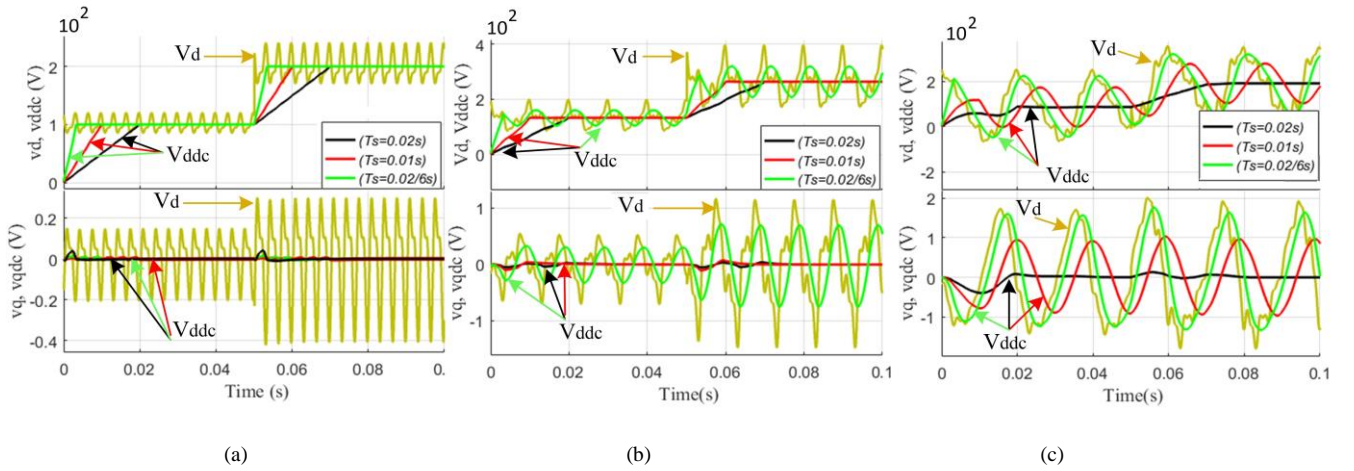 10²
Vd
2
1
0
vd, vddc (V)
Vddc
(Ts=0.02s)
(Ts=0.01s)
(Ts=0.02/6s)
Vd
0.2
0
-0.2
-0.4
vq, vqdc (V)
Vddc
0
0.02
0.04
0.06
0.08
0.
Time (s)
(a)
10²
Vd
4
2
0
Vd, Vddc (V)
Vddc
(Ts=0.02s)
(Ts=0.01s)
(Ts=0.02/6s)
Vd
1
0
-1
vq, vqdc (V)
Vddc
0
0.02
0.04
0.06
0.08
0.1
Time(s)
(b)
10²
Vd
2
0
-2
vd, Vddc (V)
Vddc
(Ts=0.02s)
(Ts=0.01s)
(Ts=0.02/6s)
Vd
2
1
0
-1
vq, vqdc (V)
Vddc
0
0.02
0.04
0.06
0.08
0.1
Time(s)
(c)